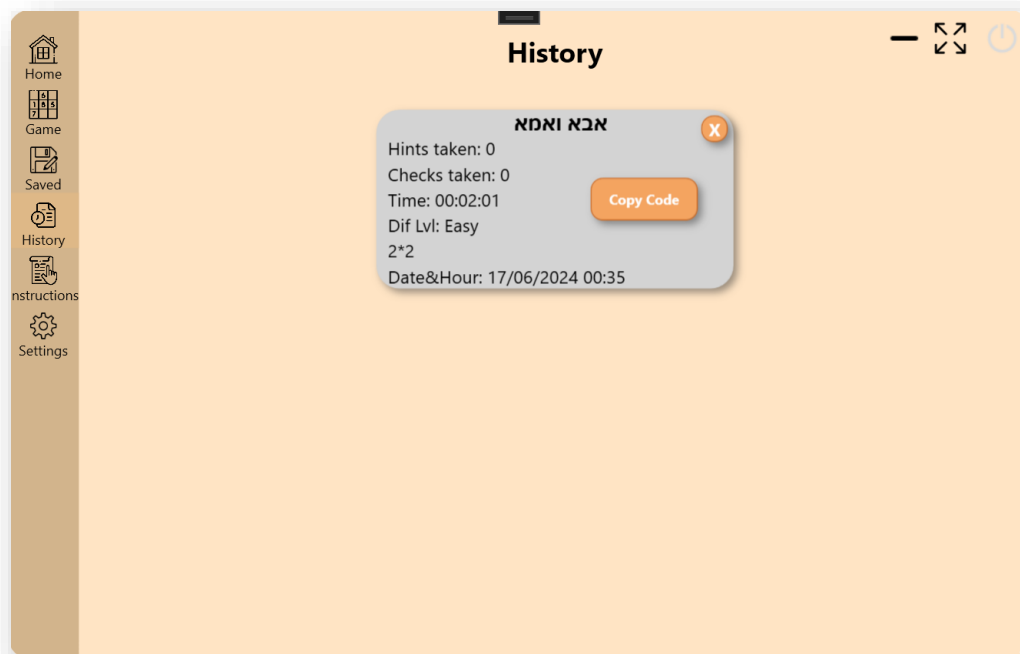 History
Home
Game
Saved
History
nstructions
Settings
אבא ואמא
X
Hints taken: 0
Checks taken: 0
Time: 00:02:01
Dif Lvl: Easy
2*2
Date&Hour: 17/06/2024 00:35
Copy Code